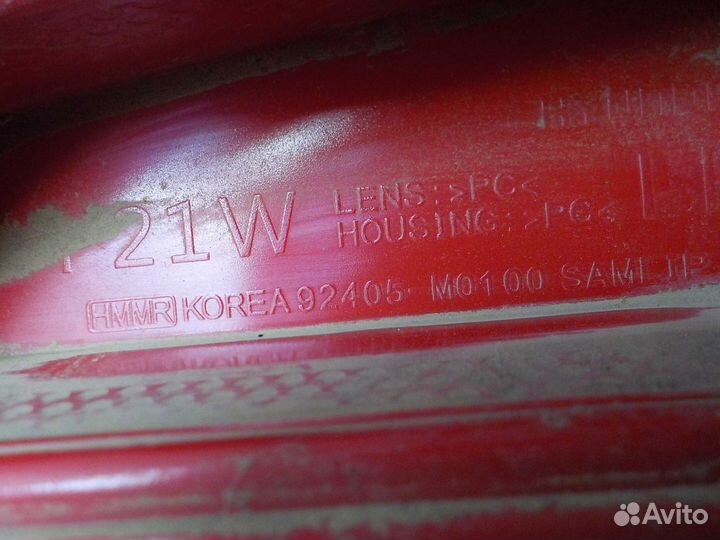 21W
LENS:>PC<
HOUSING:>PC<
HMMR KOREA 92405- M0100 SAMLIP
Avito